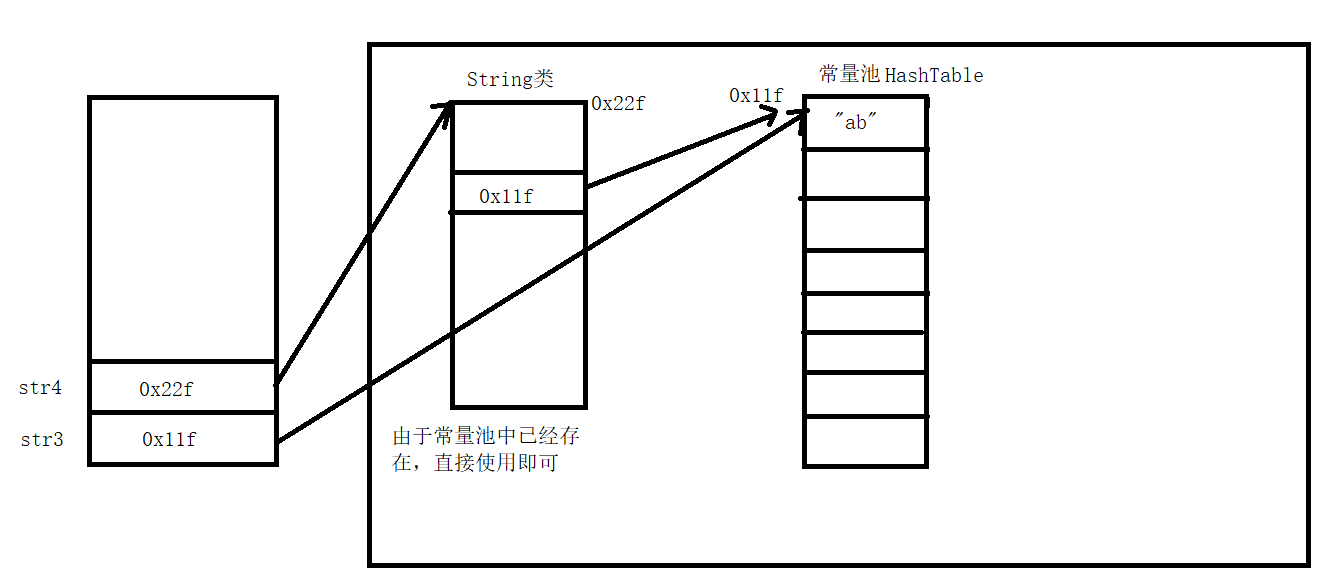 String类
常量池 HashTable
0x22f
0x11f
"ab"
0x11f
str4
0x22f
str3
0x11f
由于常量池中已经存
在，直接使用即可